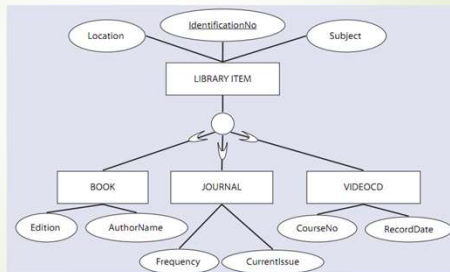 IdentificationNo
Location
Subject
LIBRARY ITEM
BOOK
JOURNAL
VIDEOCD
Edition
AuthorName
CourseNo
RecordDate
Frequency
CurrentIssue